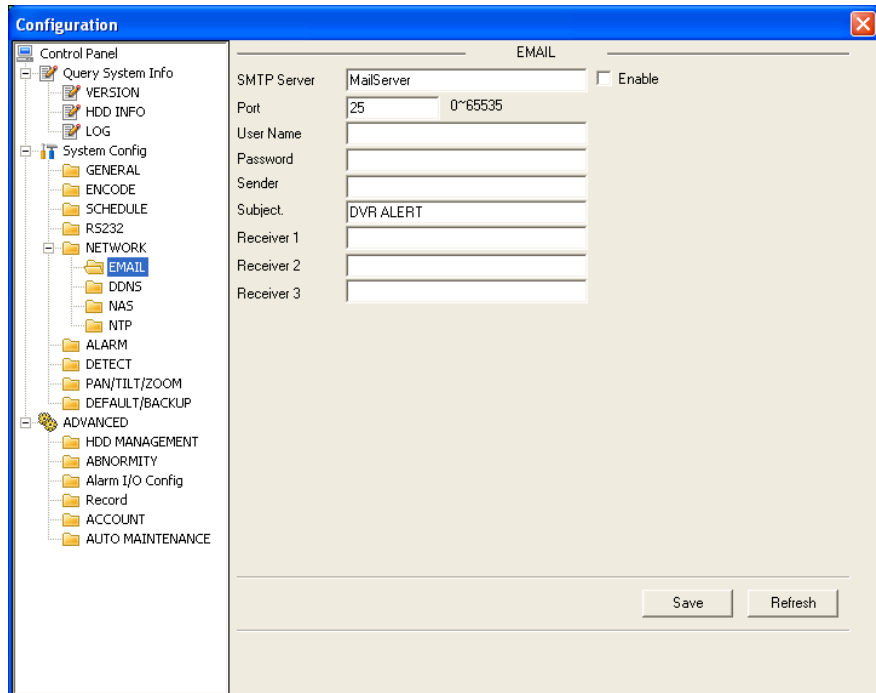 Configuration
Control Panel
Query System Info
VERSION
HDD INFO
LOG
System Config
GENERAL
ENCODE
SCHEDULE
RS232
NETWORK
EMAIL
DDNS
NAS
NTP
ALARM
DETECT
PAN/TILT/ZOOM
DEFAULT/BACKUP
ADVANCED
HDD MANAGEMENT
ABNORMITY
Alarm I/O Config
Record
ACCOUNT
AUTO MAINTENANCE
EMAIL
SMTP Server MailServer Enable
Port 25 0~65535
User Name
Password
Sender
Subject. DVR ALERT
Receiver 1
Receiver 2
Receiver 3
Save Refresh